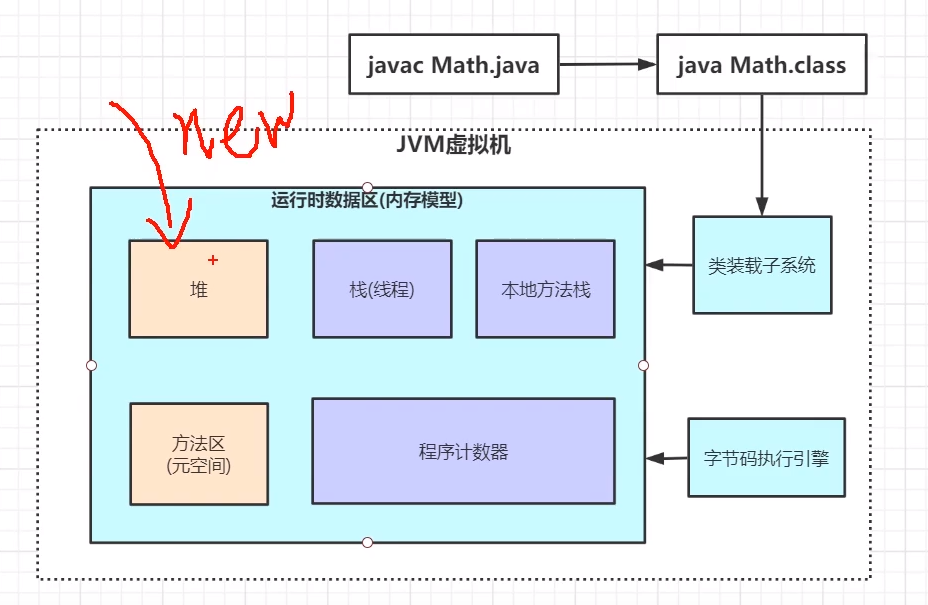 javac Math.java
java Math.class
new
JVM虚拟机
运行时数据区(内存模型)
堆
栈(线程)
本地方法栈
类装载子系统
方法区
(元空间)
程序计数器
字节码执行引擎